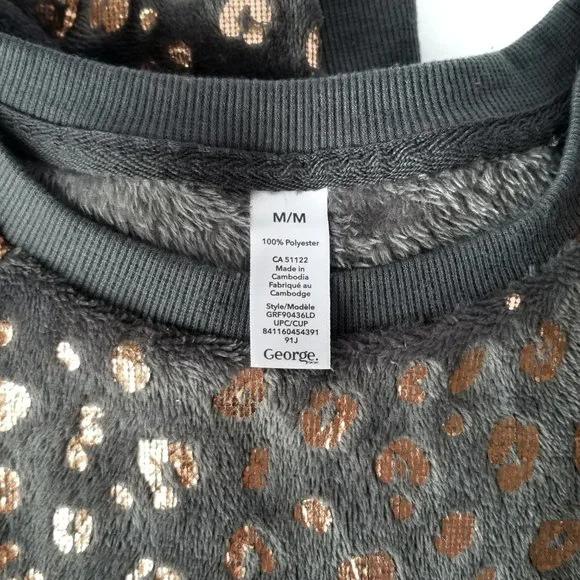 M/M
100% Polyester
CA 51122
Made in
Cambodia
Fabriqué au
Cambodge
Style/Modèle
GRF90436LD
UPC/CUP
841160454391
91J
George.